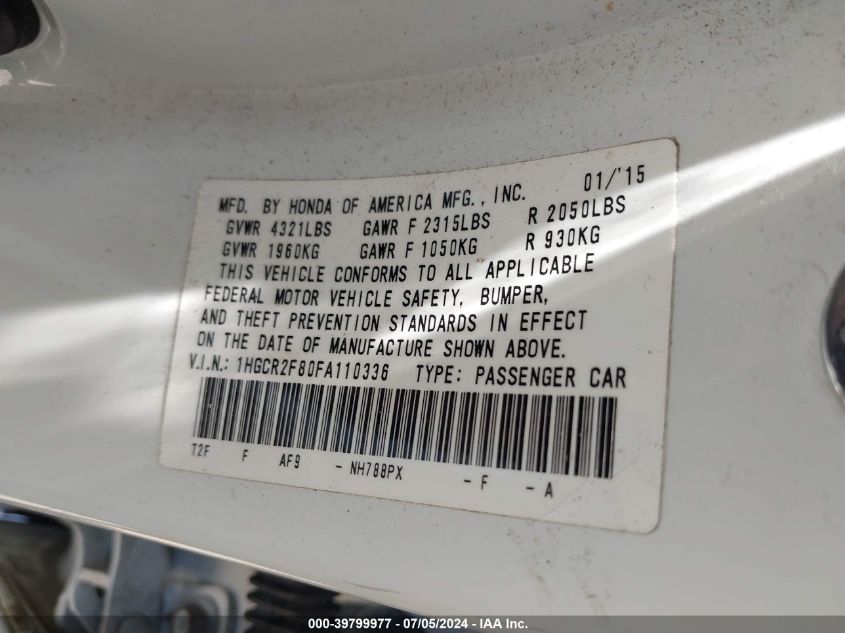 MFD. BY HONDA OF AMERICA MFG., INC. 01/'15
GVWR 4321LBS GAWR F 2315LBS R 2050LBS
GVWR 1960KG GAWR F 1050KG R 930KG
THIS VEHICLE CONFORMS TO ALL APPLICABLE
FEDERAL MOTOR VEHICLE SAFETY, BUMPER,
AND THEFT PREVENTION STANDARDS IN EFFECT
ON THE DATE OF MANUFACTURE SHOWN ABOVE.
V.I.N.: 1HGCR2F80FA110336 TYPE: PASSENGER CAR
T2F F AF9 - NH788PX - F - A
000-39799977 - 07/05/2024 - IAA Inc.